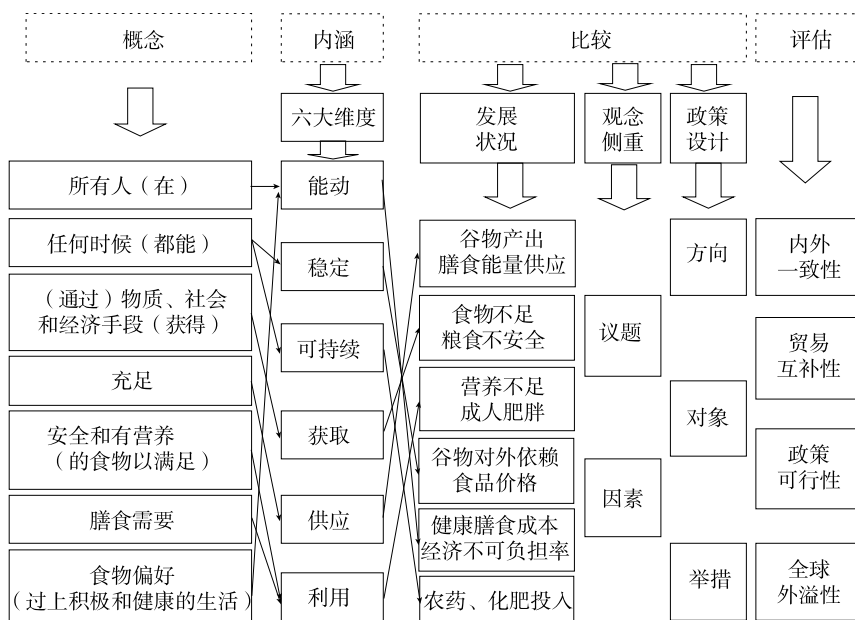 概念
内涵
比较
评估
六大维度
发展
状况
观念
侧重
政策
设计
所有人（在）
任何时候（都能）
（通过）物质、社会
和经济手段（获得）
充足
安全和有营养
（的食物以满足）
膳食需要
食物偏好
（过上积极和健康的生活）
能动
稳定
可持续
获取
供应
利用
谷物产出
膳食能量供应
食物不足
粮食不安全
营养不足
成人肥胖
谷物对外依赖
食品价格
健康膳食成本
经济不可负担率
农药、化肥投入
议题
因素
方向
对象
举措
内外
一致性
贸易
互补性
政策
可行性
全球
外溢性